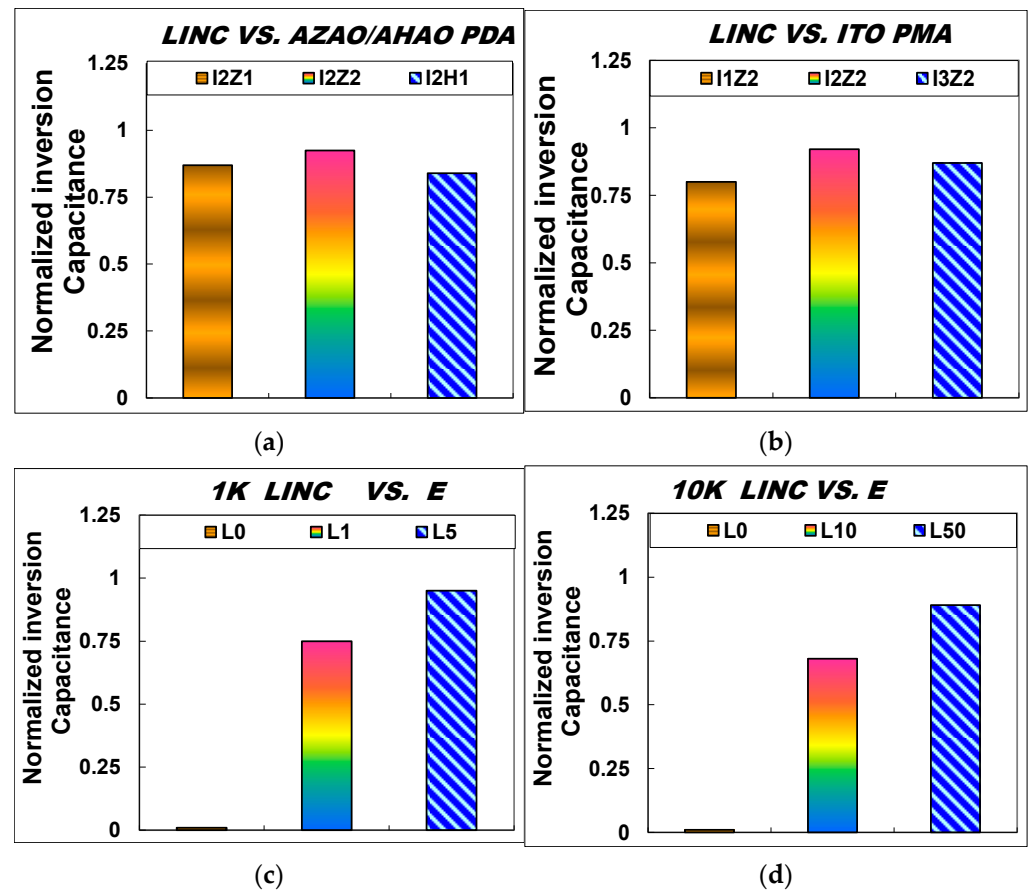 LINC VS. AZAO/AHAO PDA
1.25
I2Z1 I2Z2 I2H1
1
0.75
0.5
0.25
0
Normalized inversion
Capacitance
(a)
LINC VS. ITO PMA
1.25
I1Z2 I2Z2 I3Z2
1
0.75
0.5
0.25
0
Normalized inversion
Capacitance
(b)
1K LINC VS. E
1.25
L0 L1 L5
1
0.75
0.5
0.25
0
Normalized inversion
Capacitance
(c)
10K LINC VS. E
1.25
L0 L10 L50
1
0.75
0.5
0.25
0
Normalized inversion
Capacitance
(d)